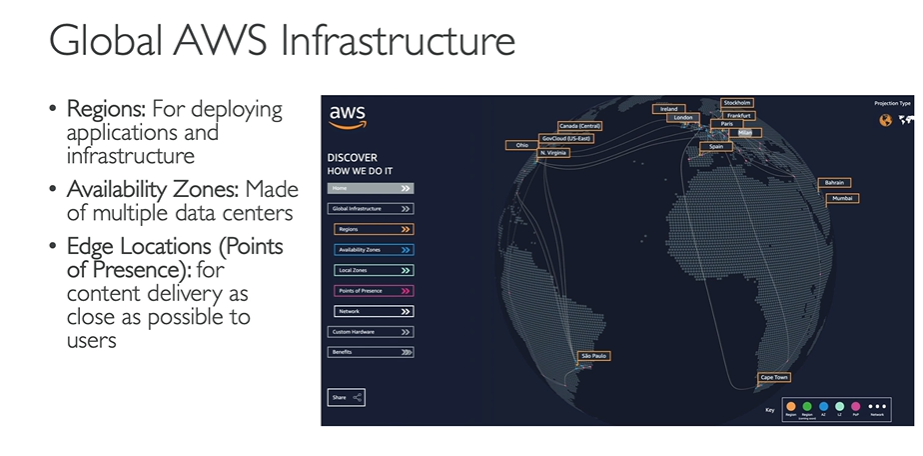 Global AWS Infrastructure
• Regions: For deploying
applications and
infrastructure
• Availability Zones: Made
of multiple data centers
• Edge Locations (Points
of Presence): for
content delivery as
close as possible to
users
aws
DISCOVER
HOW WE DO IT
Home
Global Infrastructure
Regions
Availability Zones
Local Zones
Points of Presence
Network
Custom Hardware
Benefits
Share
Projection Type
Stockholm
Ireland
Frankfurt
London
Paris
Canada (Central)
Milan
GovCloud (US-East)
Ohio
Spain
N. Virginia
Bahrain
Mumbai
São Paulo
Cape Town
Key
Region
Region
AZ
LZ
PoP
Network